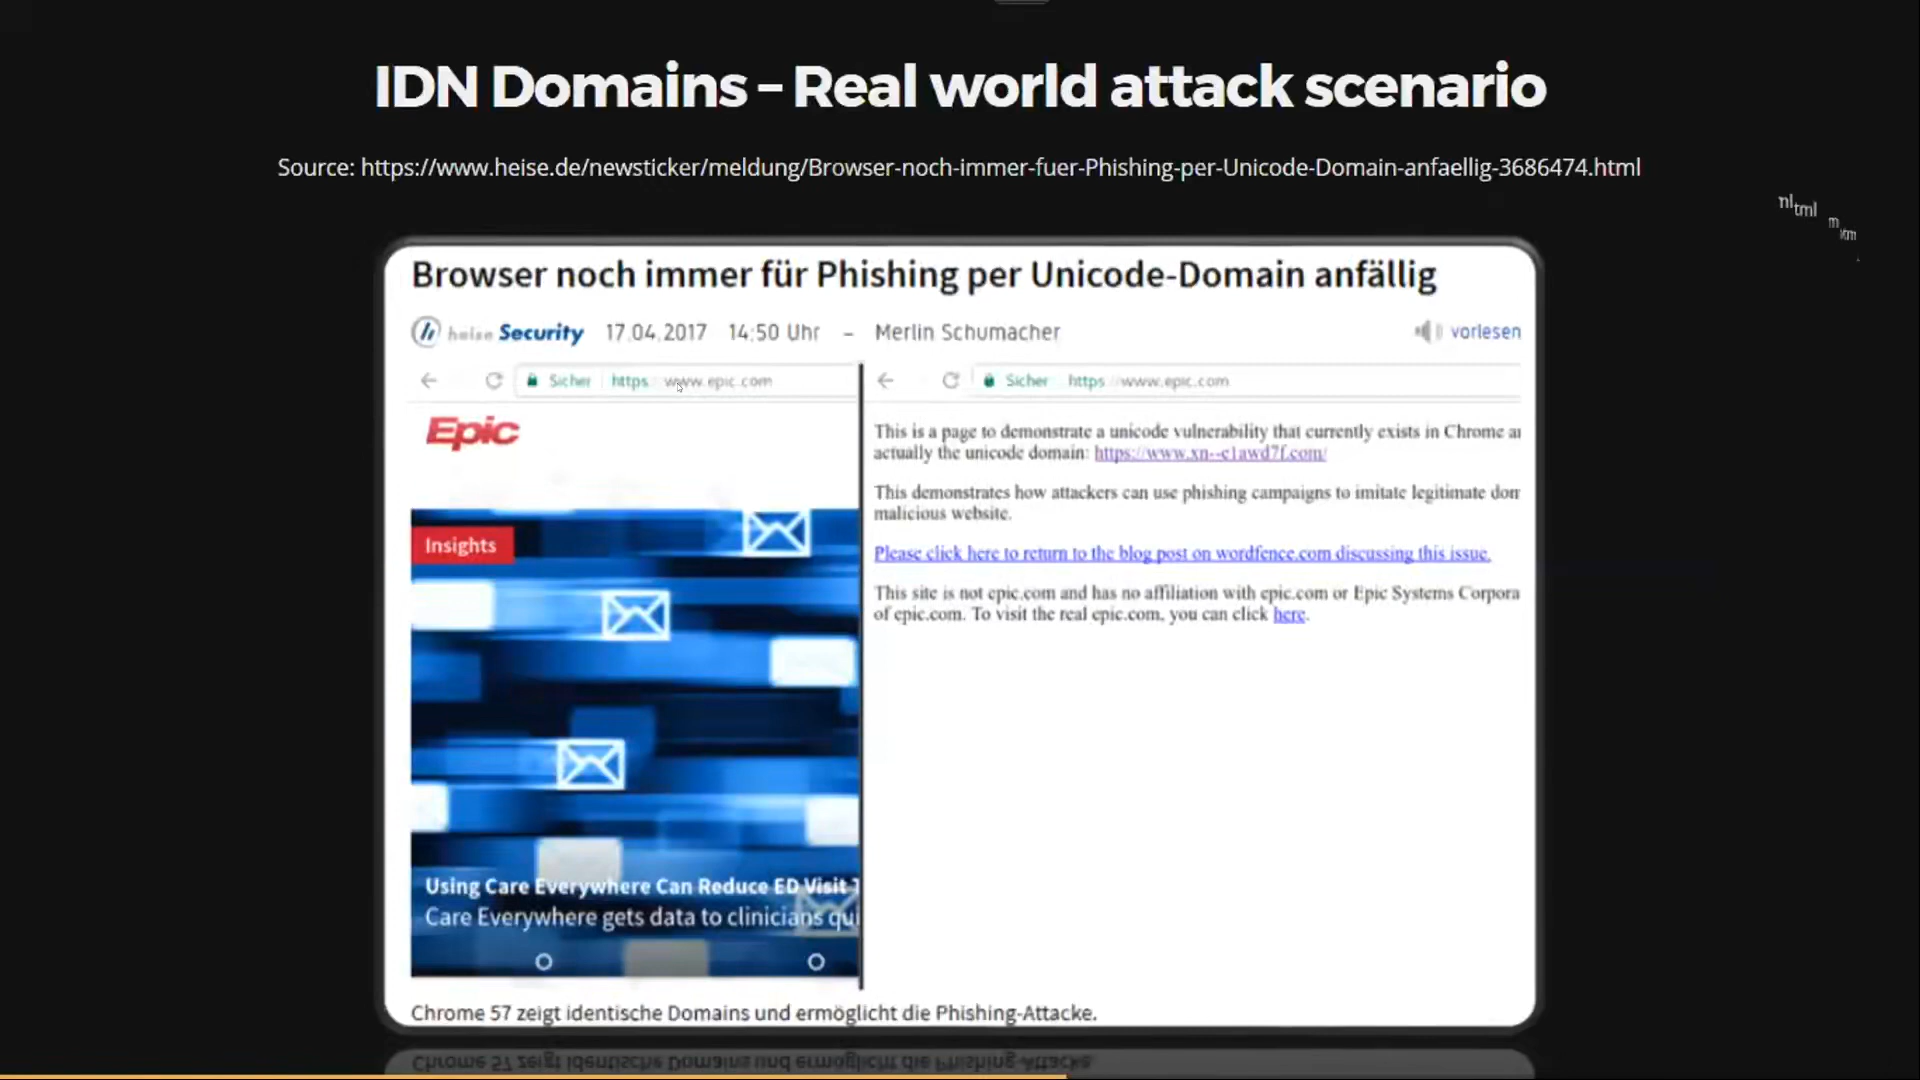 IDN Domains – Real world attack scenario
Source: https://www.heise.de/newsticker/meldung/Browser-noch-immer-fuer-Phishing-per-Unicode-Domain-anfaellig-3686474.html
Browser noch immer für Phishing per Unicode-Domain anfällig
heise Security 17.04.2017 14:50 Uhr – Merlin Schumacher vorlesen
Sicher https www.epic.com
Epic
Insights
Using Care Everywhere Can Reduce ED Visit T
Care Everywhere gets data to clinicians qui
Sicher https www.epic.com
This is a page to demonstrate a unicode vulnerability that currently exists in Chrome an
actually the unicode domain: https://www.xn--e1awd7f.com/
This demonstrates how attackers can use phishing campaigns to imitate legitimate dom
malicious website.
Please click here to return to the blog post on wordfence.com discussing this issue.
This site is not epic.com and has no affiliation with epic.com or Epic Systems Corpora
of epic.com. To visit the real epic.com, you can click here.
Chrome 57 zeigt identische Domains und ermöglicht die Phishing-Attacke.